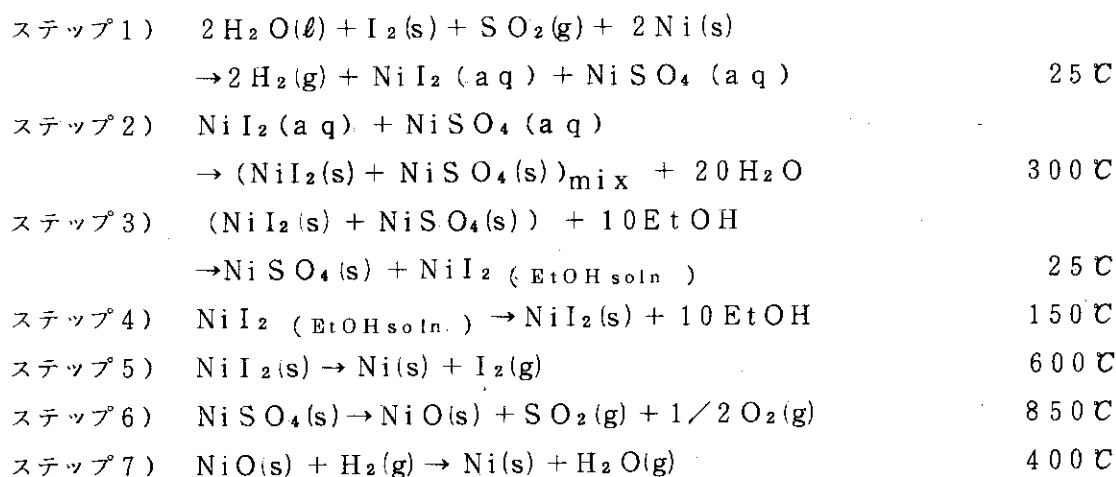 ステップ1) 2H₂O(ℓ) + I₂(s) + SO₂(g) + 2Ni(s)
→2H₂(g) + NiI₂(aq) + NiSO₄(aq) 25℃
ステップ2) NiI₂(aq) + NiSO₄(aq)
→ (NiI₂(s) + NiSO₄(s))mix + 20H₂O 300℃
ステップ3) (NiI₂(s) + NiSO₄(s)) + 10EtOH
→NiSO₄(s) + NiI₂ (EtOH soln) 25℃
ステップ4) NiI₂ (EtOH soln.) → NiI₂(s) + 10EtOH 150℃
ステップ5) NiI₂(s) → Ni(s) + I₂(g) 600℃
ステップ6) NiSO₄(s) → NiO(s) + SO₂(g) + 1/2O₂(g) 850℃
ステップ7) NiO(s) + H₂(g) → Ni(s) + H₂O(g) 400℃